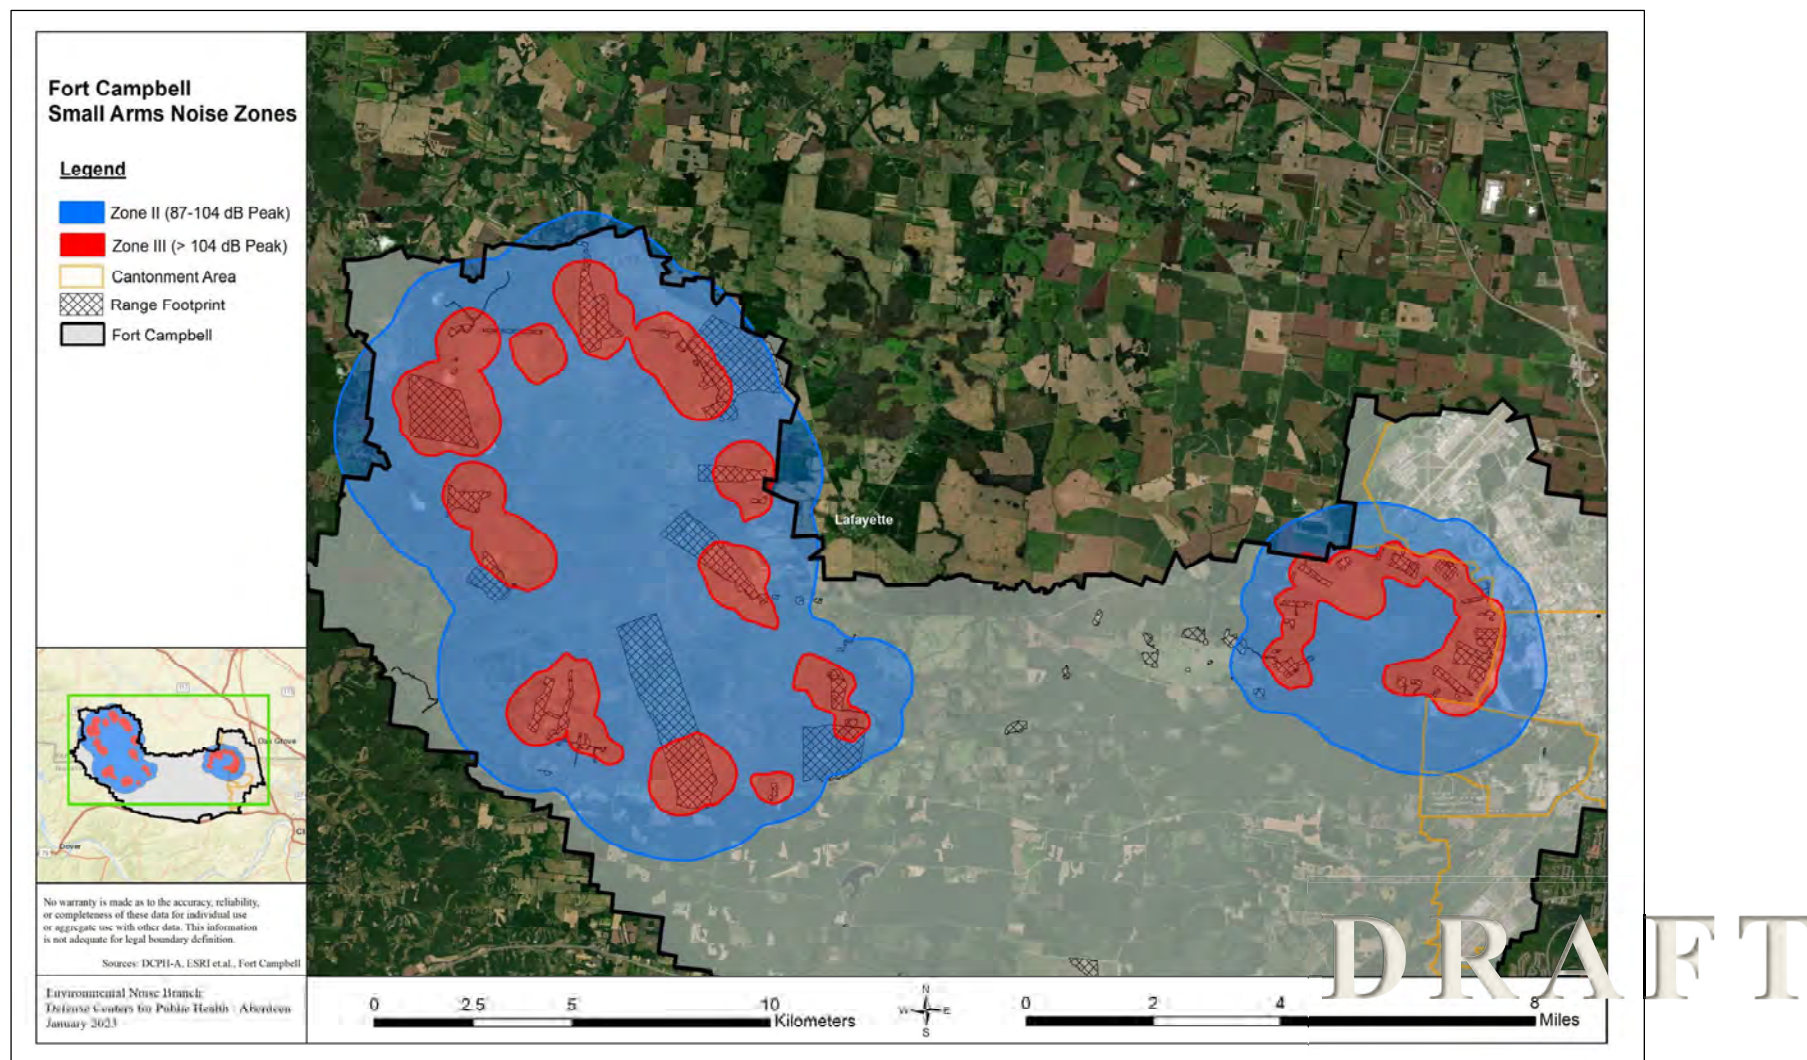 Fort Campbell
Small Arms Noise Zones
Legend
Zone II (87-104 dB Peak)
Zone III (> 104 dB Peak)
Cantonment Area
Range Footprint
Fort Campbell
Lafayette
Oak Grove
Dover
No warranty is made as to the accuracy, reliability,
or completeness of these data for individual use
or aggregate use with other data. This information
is not adequate for legal boundary definition.
Sources: DCPH-A, ESRI et.al., Fort Campbell
Environmental Noise Branch
Defense Centers for Public Health - Aberdeen
January 2023
0 2.5 5 10
Kilometers
N
W E
S
0 2 4 8
Miles
DRAFT